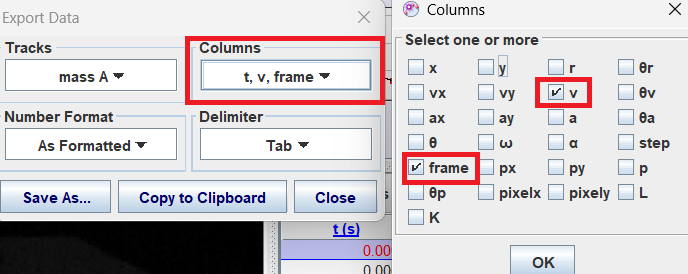 Export Data
Tracks
Columns
mass A
t, v, frame
Number Format
Delimiter
As Formatted
Tab
Save As...
Copy to Clipboard
Close
t (s)
0.00
0.00
Columns
Select one or more
x y r θr
vx vy v θv
ax ay a θa
θ ω α step
frame px py p
θp pixelx pixely L
K
OK